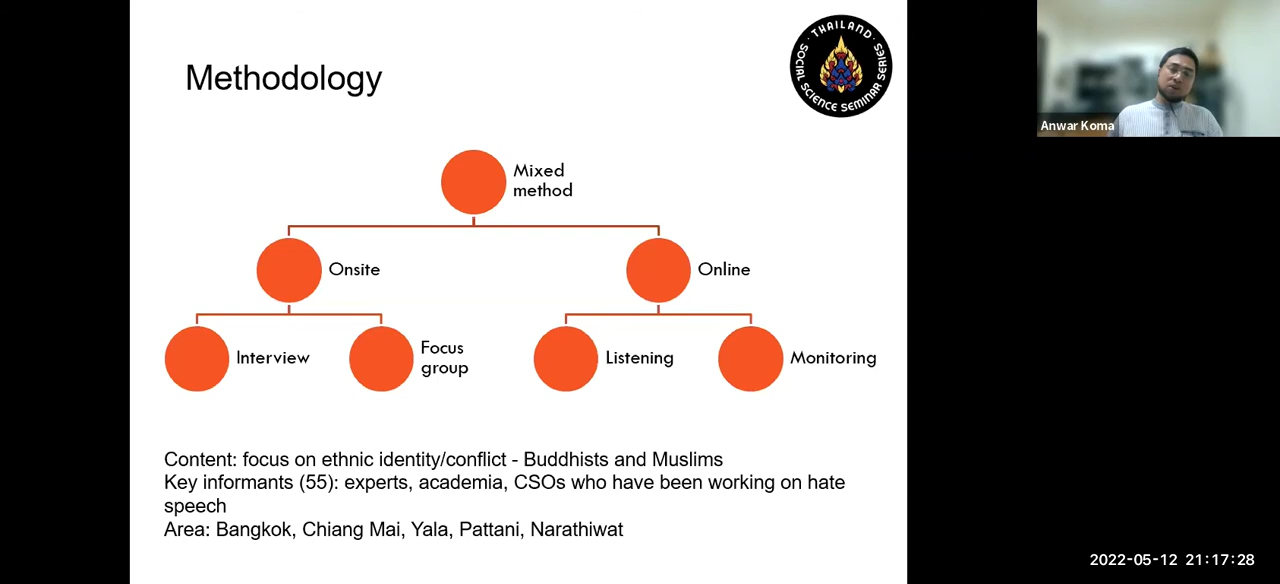 Methodology
THAILAND
SOCIAL SCIENCE SEMINAR SERIES
Anwar Koma
Mixed
method
Onsite
Online
Interview
Focus
group
Listening
Monitoring
Content: focus on ethnic identity/conflict - Buddhists and Muslims
Key informants (55): experts, academia, CSOs who have been working on hate
speech
Area: Bangkok, Chiang Mai, Yala, Pattani, Narathiwat
2022-05-12 21:17:28